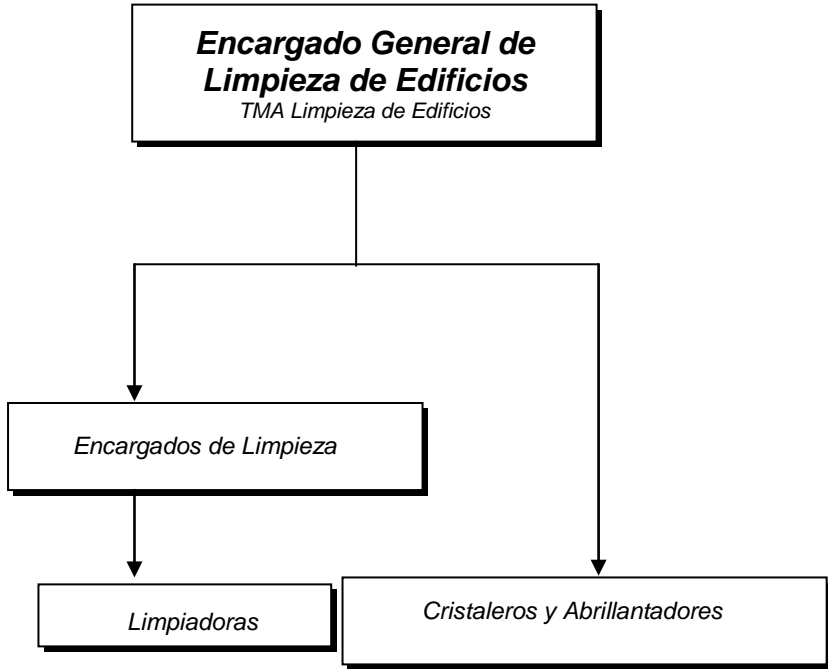 Encargado General de
Limpieza de Edificios
TMA Limpieza de Edificios
Encargados de Limpieza
Limpiadoras
Cristaleros y Abrillantadores